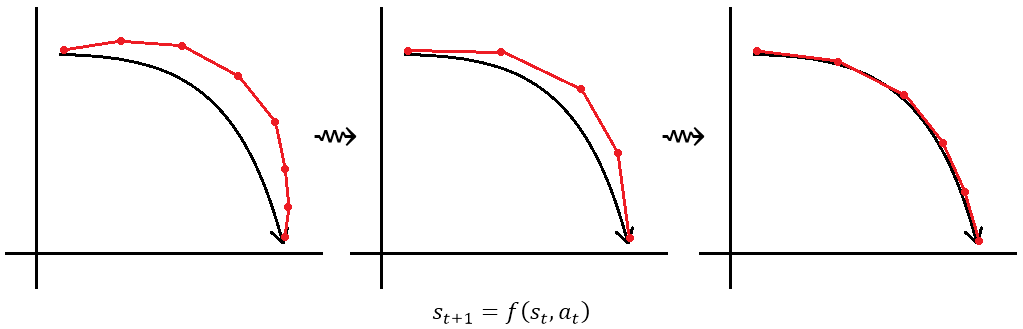 s_{t+1} = f(s_t, a_t)